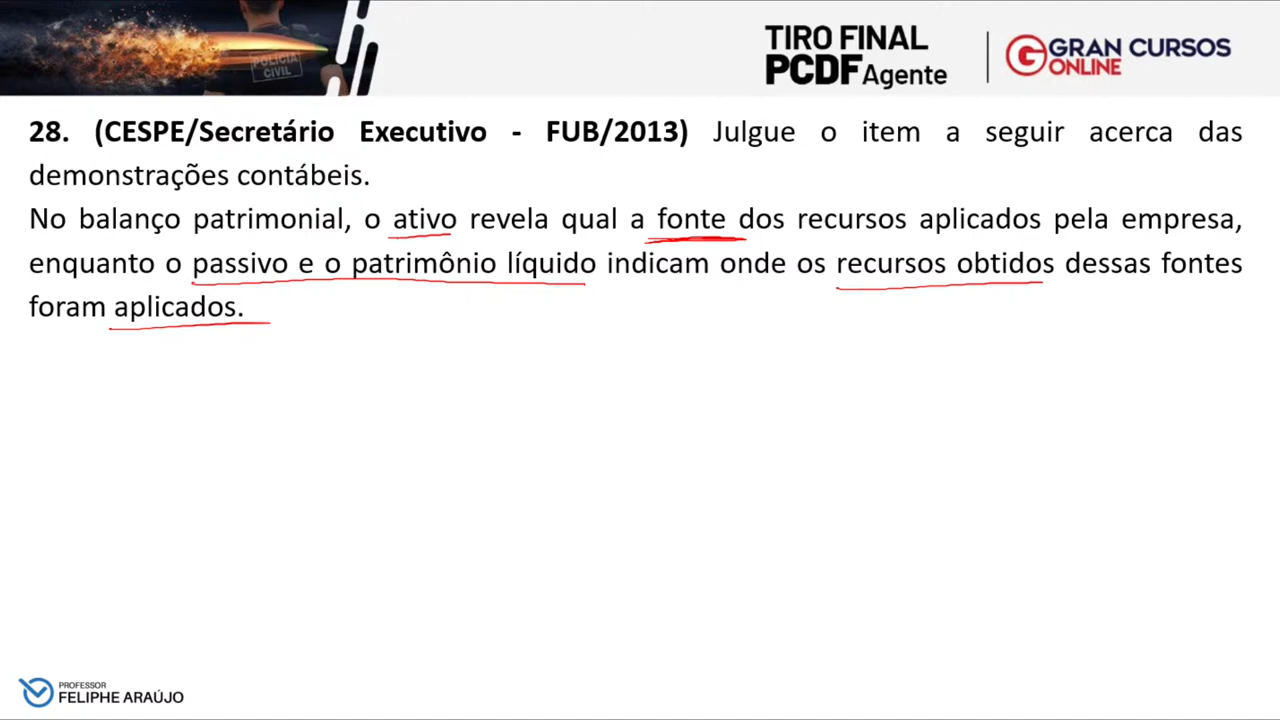 POLÍCIA
CIVIL
TIRO FINAL
PCDF Agente
GRAN CURSOS
ONLINE
28. (CESPE/Secretário Executivo - FUB/2013) Julgue o item a seguir acerca das
demonstrações contábeis.
No balanço patrimonial, o ativo revela qual a fonte dos recursos aplicados pela empresa,
enquanto o passivo e o patrimônio líquido indicam onde os recursos obtidos dessas fontes
foram aplicados.
PROFESSOR
FELIPHE ARAÚJO